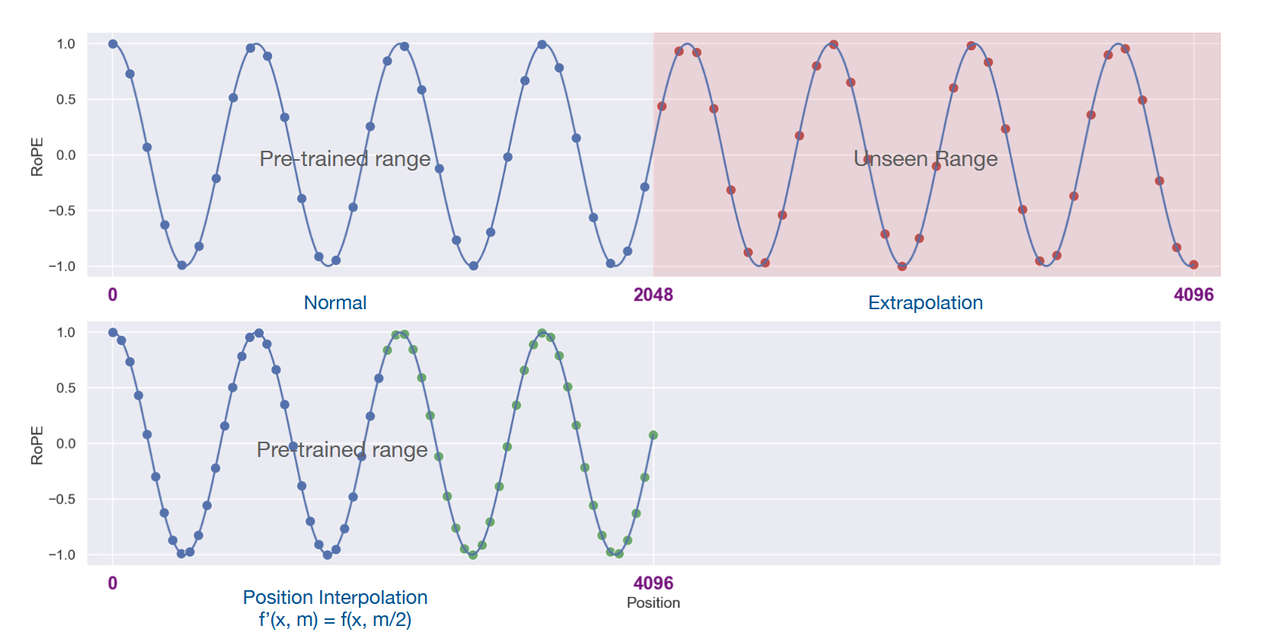 1.0
0.5
0.0
−0.5
−1.0
RoPE
Pre-trained range
Unseen Range
0
2048
4096
Normal
Extrapolation
1.0
0.5
0.0
−0.5
−1.0
RoPE
Pre-trained range
0
4096
Position
Position Interpolation
f’(x, m) = f(x, m/2)